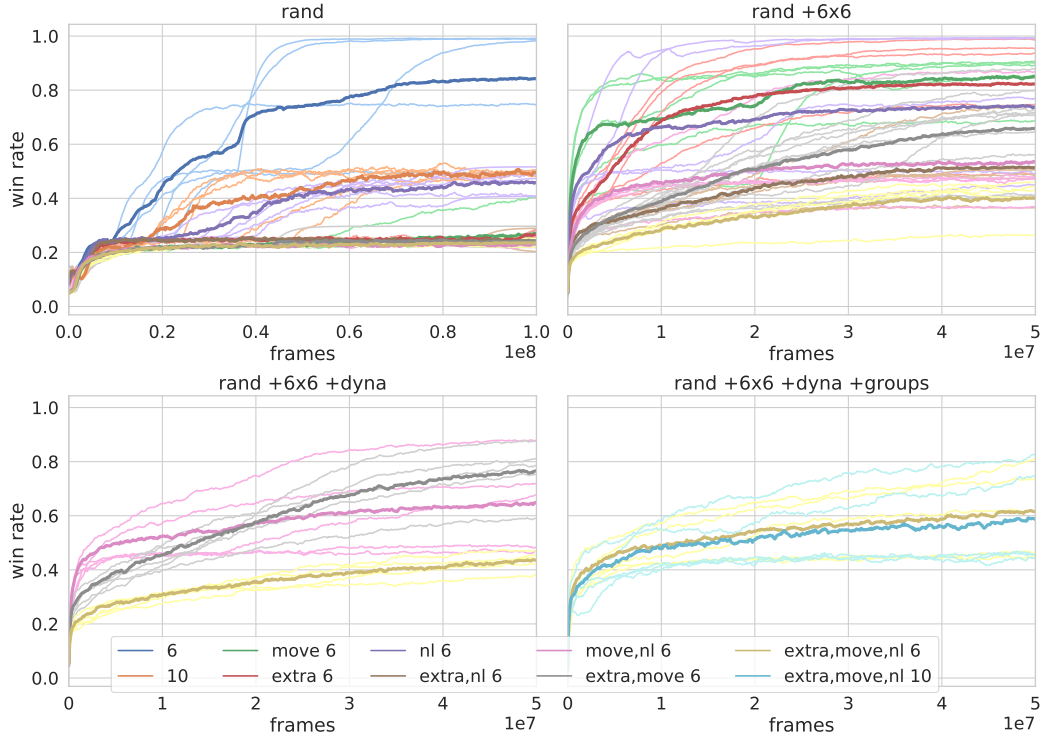 rand
rand +6x6
win rate
1.0
0.8
0.6
0.4
0.2
0.0
0.0 0.2 0.4 0.6 0.8 1.0
frames
1e8
0 1 2 3 4 5
frames
1e7
rand +6x6 +dyna
rand +6x6 +dyna +groups
win rate
1.0
0.8
0.6
0.4
0.2
0.0
6 move 6 nl 6 move,nl 6 extra,move,nl 6
10 extra 6 extra,nl 6 extra,move 6 extra,move,nl 10
0 1 2 3 4 5
frames
1e7
0 1 2 3 4 5
frames
1e7